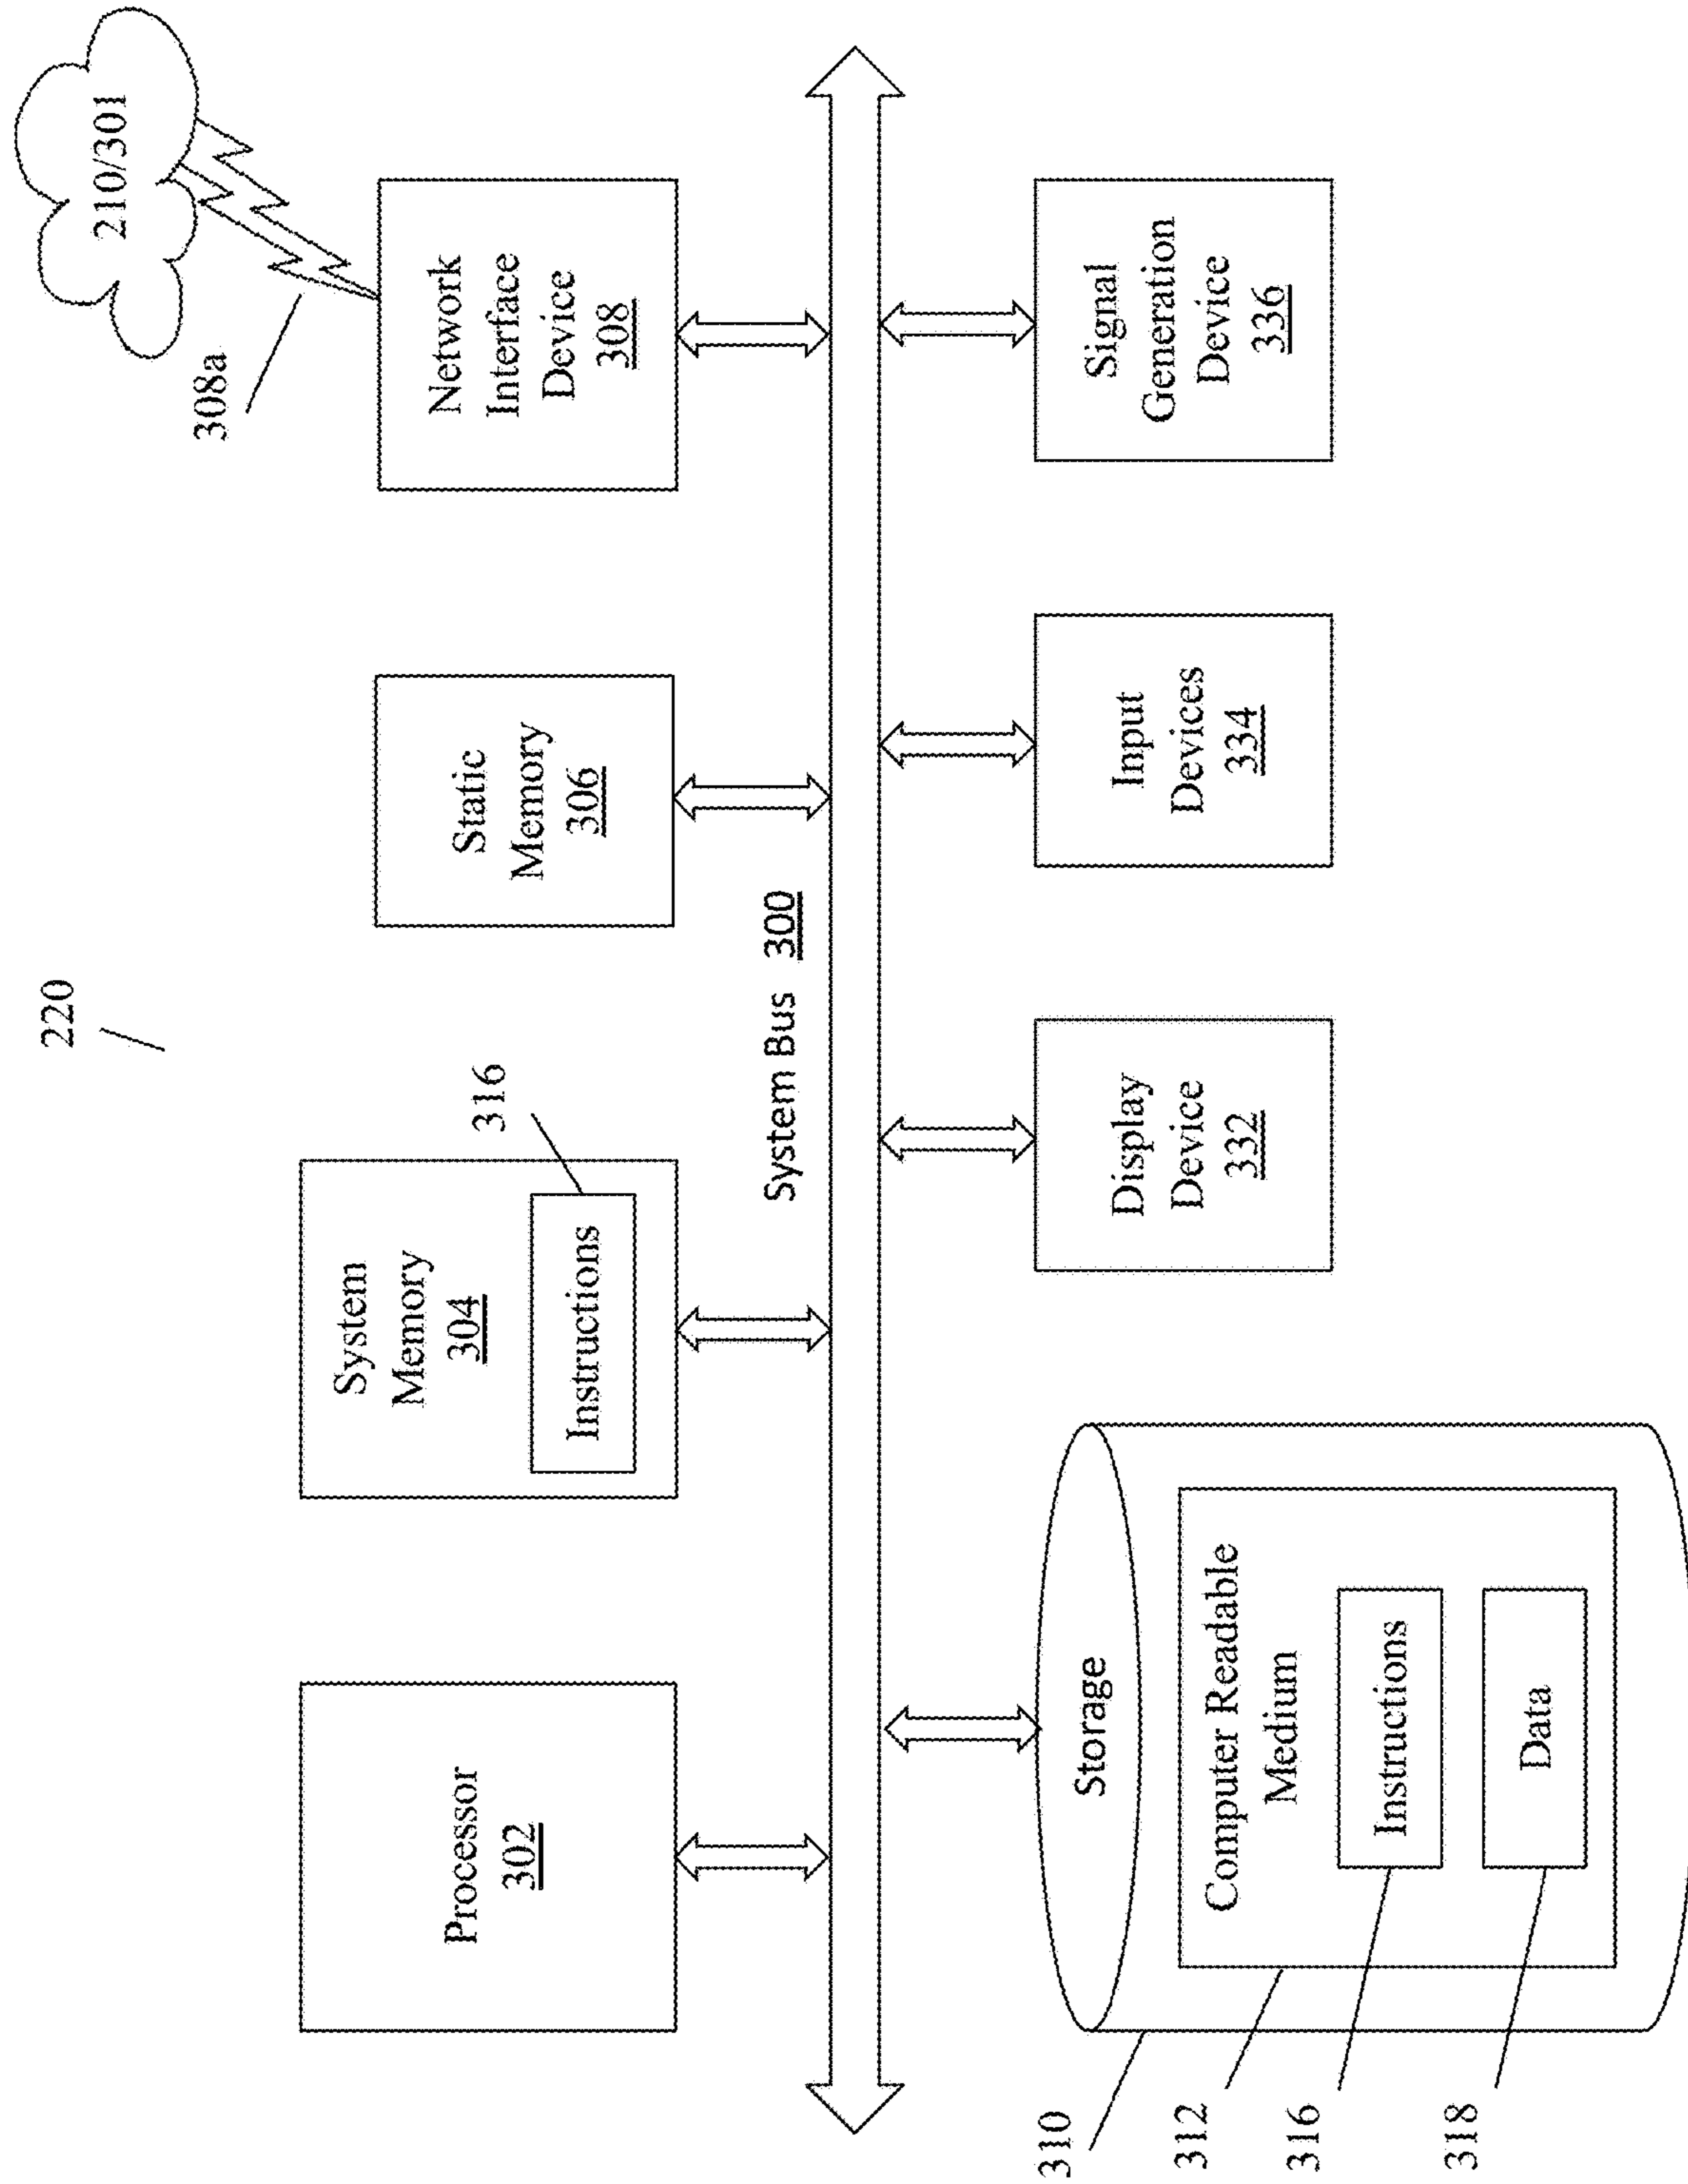 220
210/301
308a
Processor
302
System
Memory
304
Instructions
316
Static
Memory
306
Network
Interface
Device
308
System Bus 300
Storage
Computer Readable
Medium
Instructions
Data
310
312
316
318
Display
Device
332
Input
Devices
334
Signal
Generation
Device
336